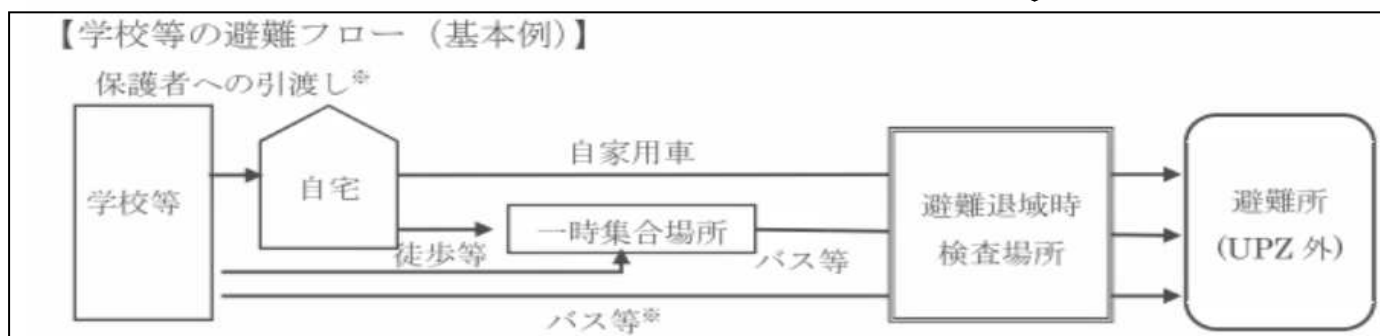 【学校等の避難フロー（基本例）】
保護者への引渡し※
学校等
自宅
自家用車
徒歩等
一時集合場所
バス等
バス等※
避難退域時
検査場所
避難所
(UPZ 外)